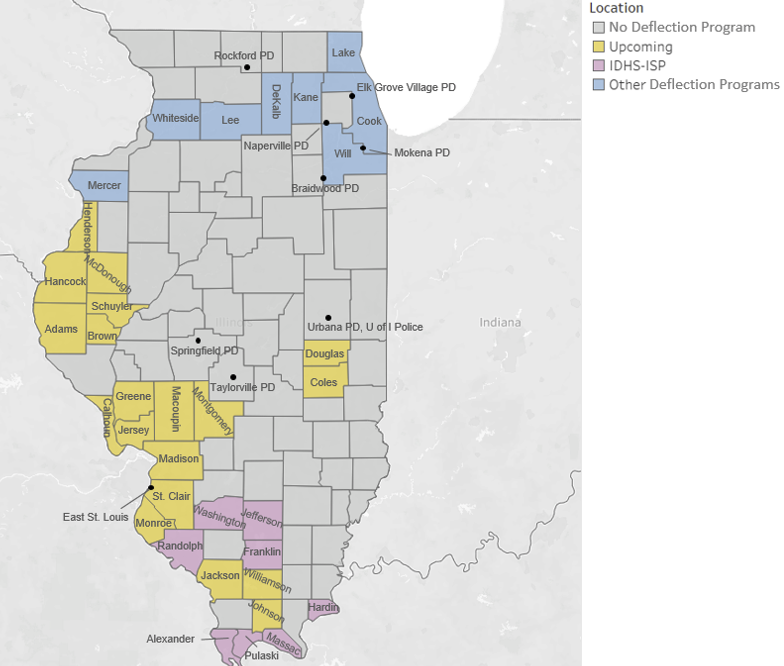 Location
No Deflection Program
Upcoming
IDHS-ISP
Other Deflection Programs
Rockford PD
Lake
Elk Grove Village PD
DeKalb
Kane
Whiteside
Lee
Cook
Naperville PD
Will
Mokena PD
Mercer
Braidwood PD
Henderson
Hancock
McDonough
Schuyler
Illinois
Indiana
Adams
Brown
Urbana PD, U of I Police
Springfield PD
Douglas
Taylorville PD
Coles
Greene
Macoupin
Montgomery
Calhoun
Jersey
Madison
St. Clair
East St. Louis
Washington
Jefferson
Monroe
Randolph
Franklin
Jackson
Williamson
Johnson
Hardin
Alexander
Massac
Pulaski